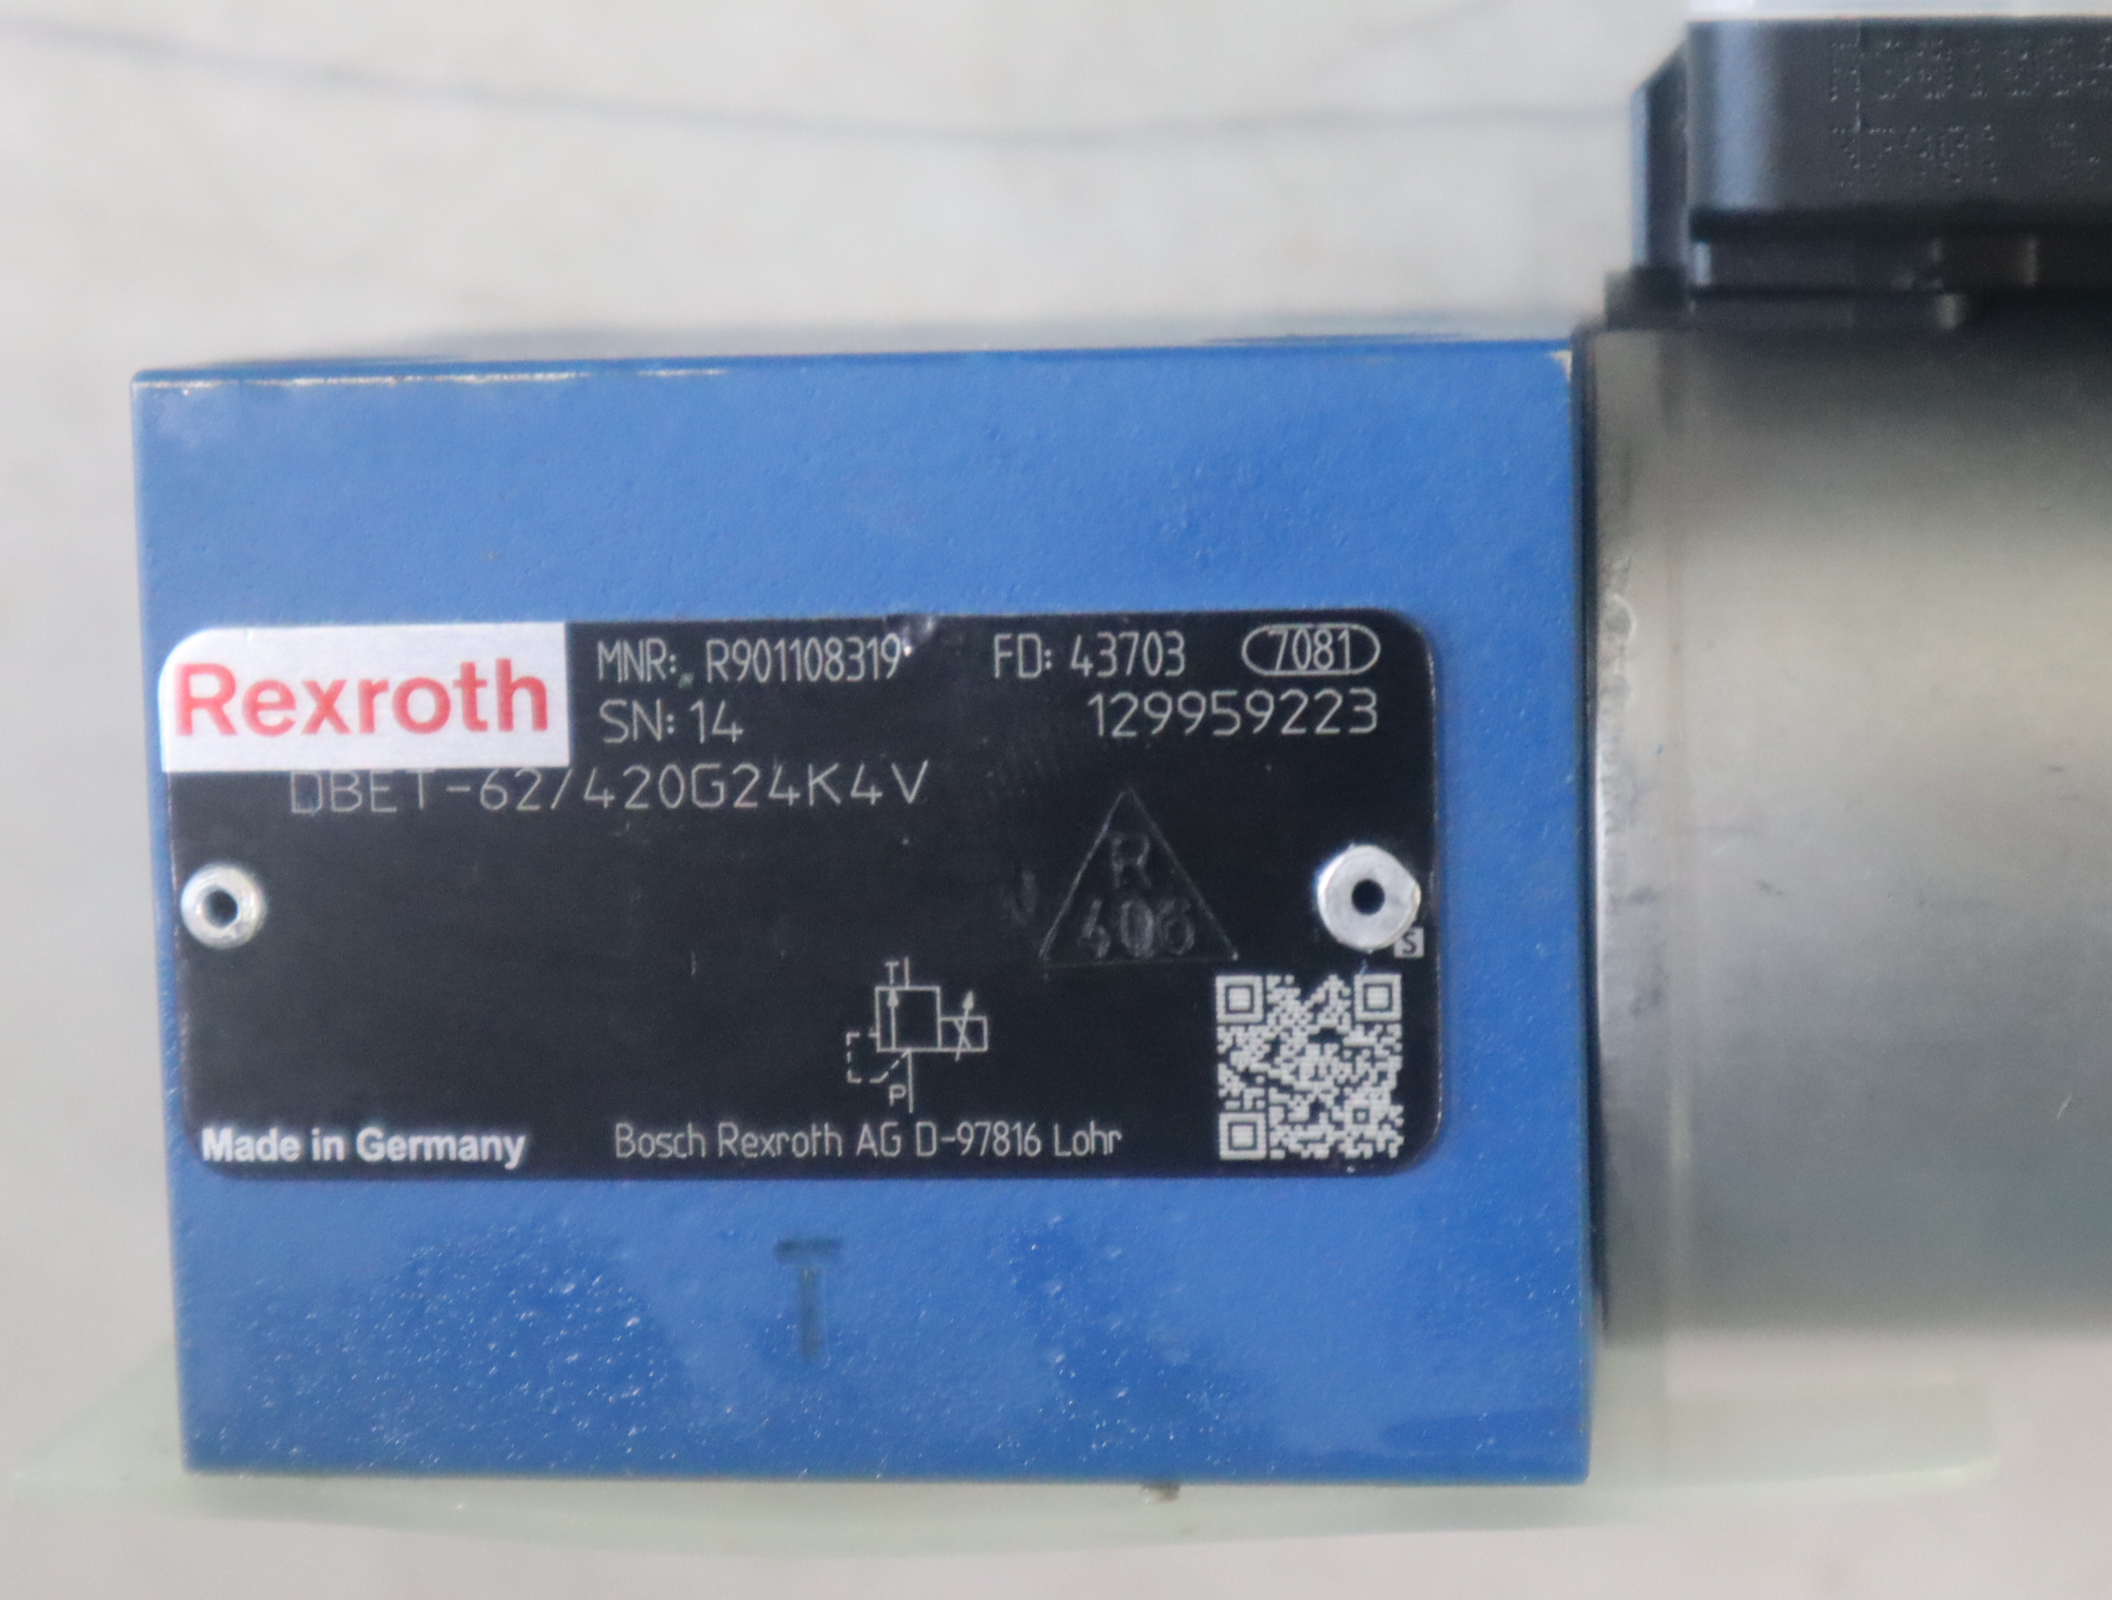 Rexroth
MNR: R901108319 FD: 43703 7081
SN: 14 129959223
DBET-62/420G24K4V
R
406
S
T
P
Made in Germany Bosch Rexroth AG D-97816 Lohr
T